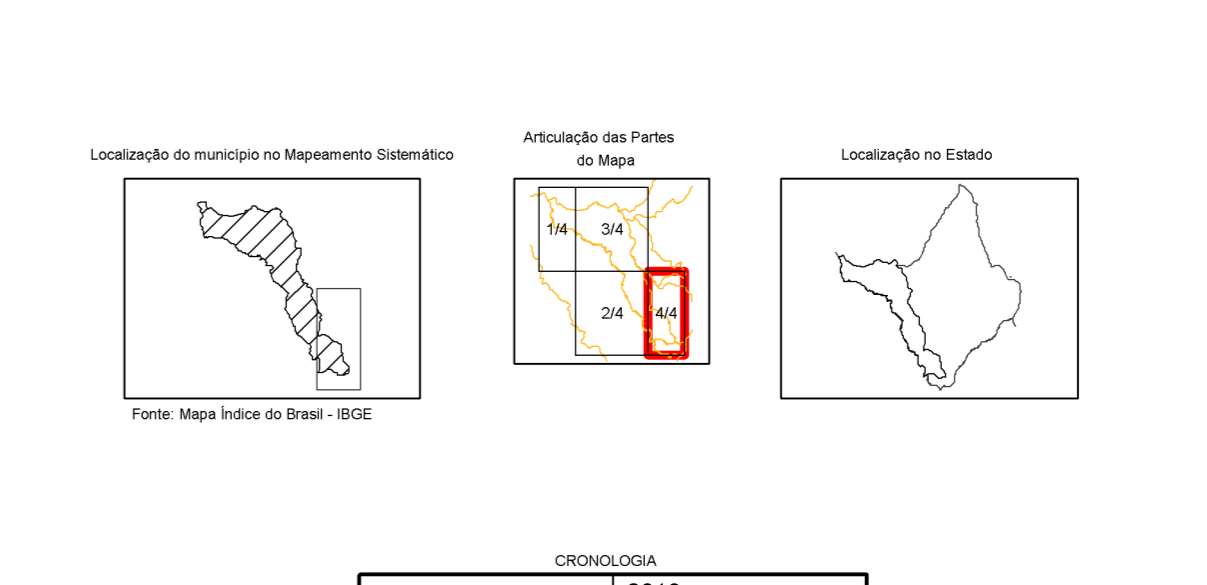 Articulação das Partes
do Mapa
Localização do município no Mapeamento Sistemático
Localização no Estado
1/4
3/4
2/4
4/4
Fonte: Mapa Índice do Brasil - IBGE
CRONOLOGIA